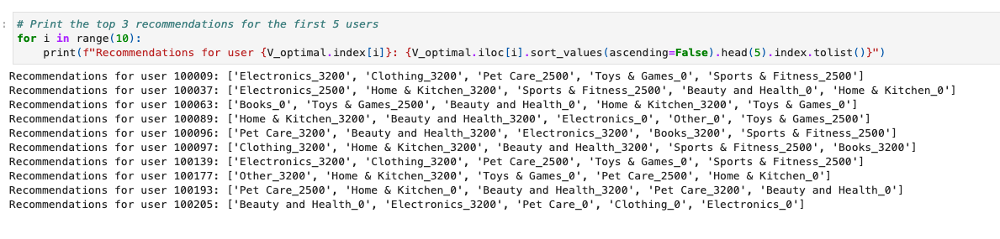 # Print the top 3 recommendations for the first 5 users
for i in range(10):
    print(f"Recommendations for user {V_optimal.index[i]}: {V_optimal.iloc[i].sort_values(ascending=False).head(5).index.tolist()}")
Recommendations for user 100009: ['Electronics_3200', 'Clothing_3200', 'Pet Care_2500', 'Toys & Games_0', 'Sports & Fitness_2500']
Recommendations for user 100037: ['Electronics_2500', 'Home & Kitchen_3200', 'Sports & Fitness_2500', 'Beauty and Health_0', 'Home & Kitchen_0']
Recommendations for user 100063: ['Books_0', 'Toys & Games_2500', 'Beauty and Health_0', 'Home & Kitchen_3200', 'Toys & Games_0']
Recommendations for user 100089: ['Home & Kitchen_3200', 'Beauty and Health_3200', 'Electronics_0', 'Other_0', 'Toys & Games_2500']
Recommendations for user 100096: ['Pet Care_3200', 'Beauty and Health_3200', 'Electronics_3200', 'Books_3200', 'Sports & Fitness_2500']
Recommendations for user 100097: ['Clothing_3200', 'Home & Kitchen_3200', 'Beauty and Health_3200', 'Sports & Fitness_2500', 'Books_3200']
Recommendations for user 100139: ['Electronics_3200', 'Clothing_3200', 'Pet Care_2500', 'Toys & Games_0', 'Sports & Fitness_2500']
Recommendations for user 100177: ['Other_3200', 'Home & Kitchen_3200', 'Toys & Games_0', 'Pet Care_2500', 'Home & Kitchen_0']
Recommendations for user 100193: ['Pet Care_2500', 'Home & Kitchen_0', 'Beauty and Health_3200', 'Pet Care_3200', 'Beauty and Health_0']
Recommendations for user 100205: ['Beauty and Health_0', 'Electronics_3200', 'Pet Care_0', 'Clothing_0', 'Electronics_0']